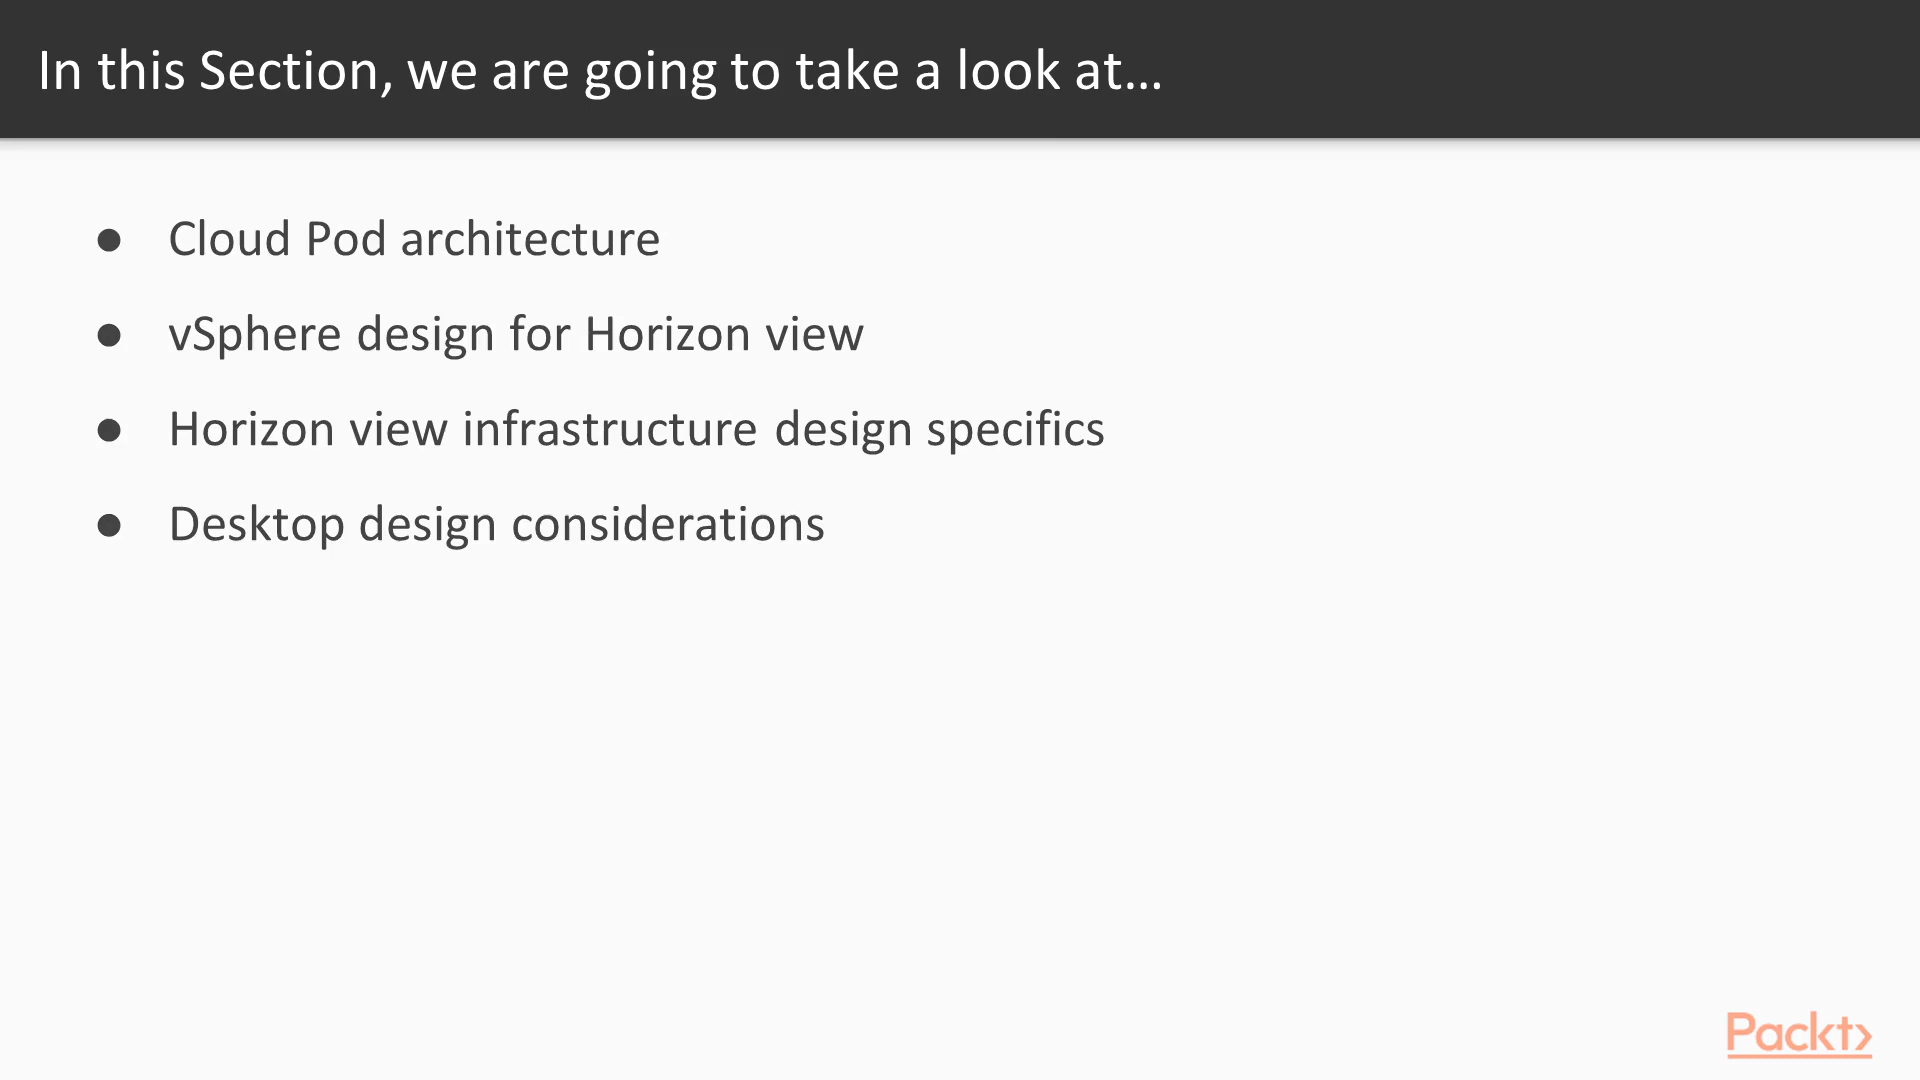 In this Section, we are going to take a look at...
● Cloud Pod architecture
● vSphere design for Horizon view
● Horizon view infrastructure design specifics
● Desktop design considerations
Packt>